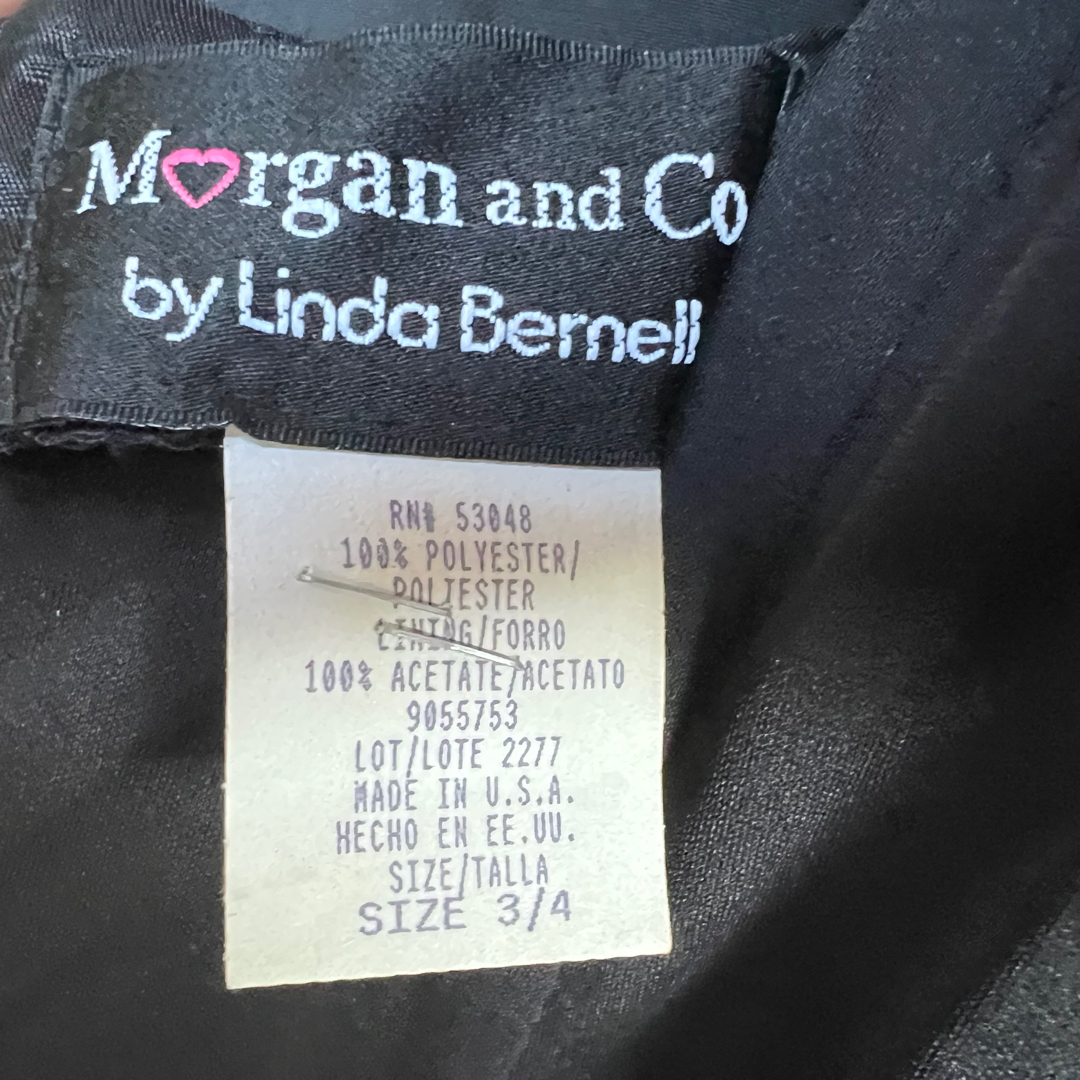 Morgan and Co
by Linda Bernell
RN# 53048
100% POLYESTER/
POLIESTER
LINING/FORRO
100% ACETATE/ACETATO
9055753
LOT/LOTE 2277
MADE IN U.S.A.
HECHO EN EE.UU.
SIZE/TALLA
SIZE 3/4